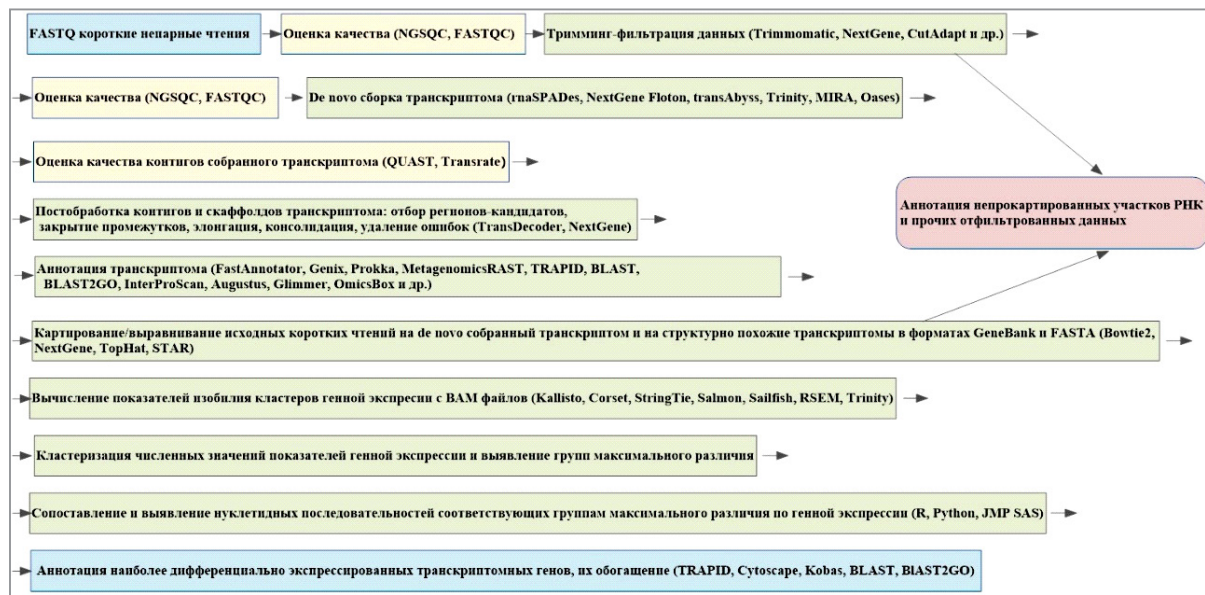 FASTQ короткие непарные чтения
Оценка качества (NGSQC, FASTQC)
Тримминг-фильтрация данных (Trimmomatic, NextGene, CutAdapt и др.)
Оценка качества (NGSQC, FASTQC)
De novo сборка транскриптома (rnaSPADes, NextGene Floton, transAbyss, Trinity, MIRA, Oases)
Оценка качества контигов собранного транскриптома (QUAST, Transrate)
Аннотация непрокартированных участков РНК
и прочих отфильтрованных данных
Постобработка контигов и скаффолдов транскриптома: отбор регионов-кандидатов,
закрытие промежутков, элонгация, консолидация, удаление ошибок (TransDecoder, NextGene)
Аннотация транскриптома (FastAnnotator, Genix, Prokka, MetagenomicsRAST, TRAPID, BLAST,
BLAST2GO, InterProScan, Augustus, Glimmer, OmicsBox и др.)
Картирование/выравнивание исходных коротких чтений на de novo собранный транскриптом и на структурно похожие транскриптомы в форматах GeneBank и FASTA (Bowtie2,
NextGene, TopHat, STAR)
Вычисление показателей изобилия кластеров генной экспресии с BAM файлов (Kallisto, Corset, StringTie, Salmon, Sailfish, RSEM, Trinity)
Кластеризация численных значений показателей генной экспрессии и выявление групп максимального различия
Сопоставление и выявление нуклетидных последовательностей соответствующих группам максимального различия по генной экспрессии (R, Python, JMP SAS)
Аннотация наиболее дифференциально экспрессированных транскриптомных генов, их обогащение (TRAPID, Cytoscape, Kobas, BLAST, BlAST2GO)